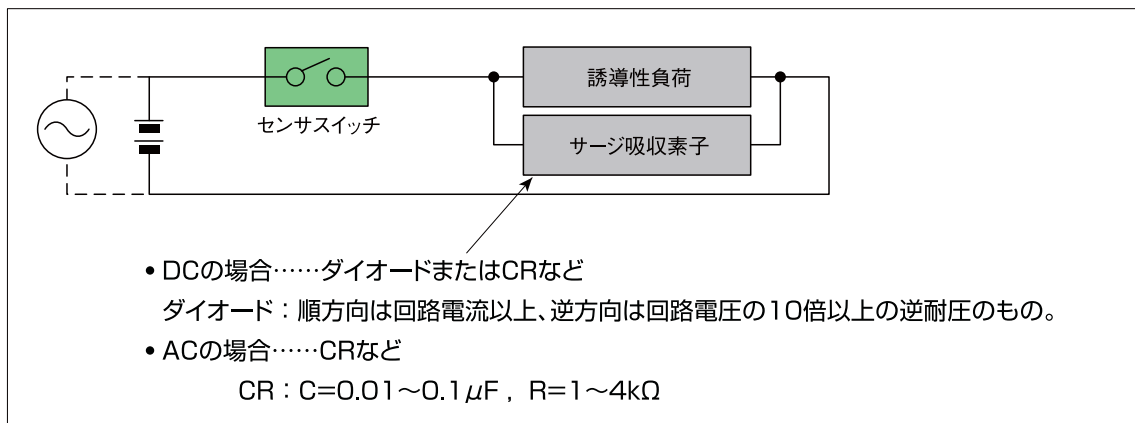 誘導性負荷
センサスイッチ
サージ吸収素子
• DCの場合……ダイオードまたはCRなど
ダイオード：順方向は回路電流以上、逆方向は回路電圧の10倍以上の逆耐圧のもの。
• ACの場合……CRなど
CR：C=0.01～0.1μF , R=1～4kΩ